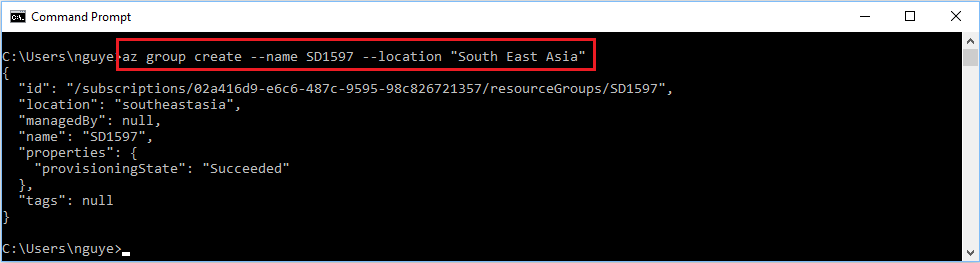 Command Prompt
C:\Users\nguye>az group create --name SD1597 --location "South East Asia"
{
  "id": "/subscriptions/02a416d9-e6c6-487c-9595-98c826721357/resourceGroups/SD1597",
  "location": "southeastasia",
  "managedBy": null,
  "name": "SD1597",
  "properties": {
    "provisioningState": "Succeeded"
  },
  "tags": null
}
C:\Users\nguye>